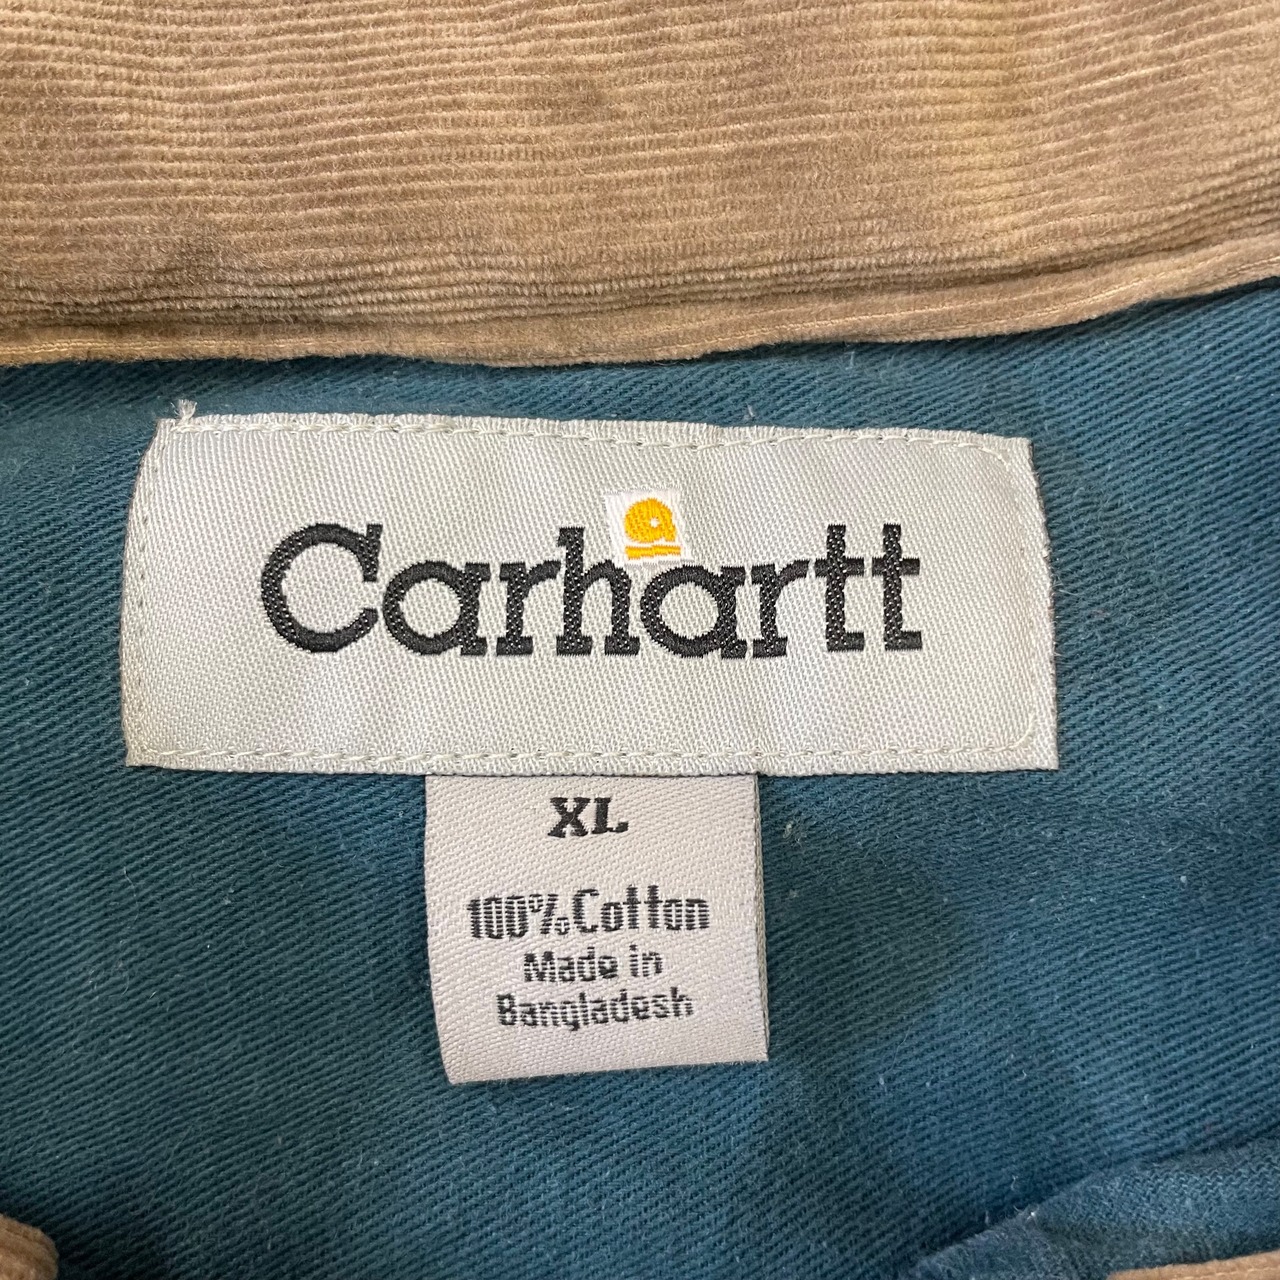 Carhartt
XL
100% Cotton
Made in
Bangladesh